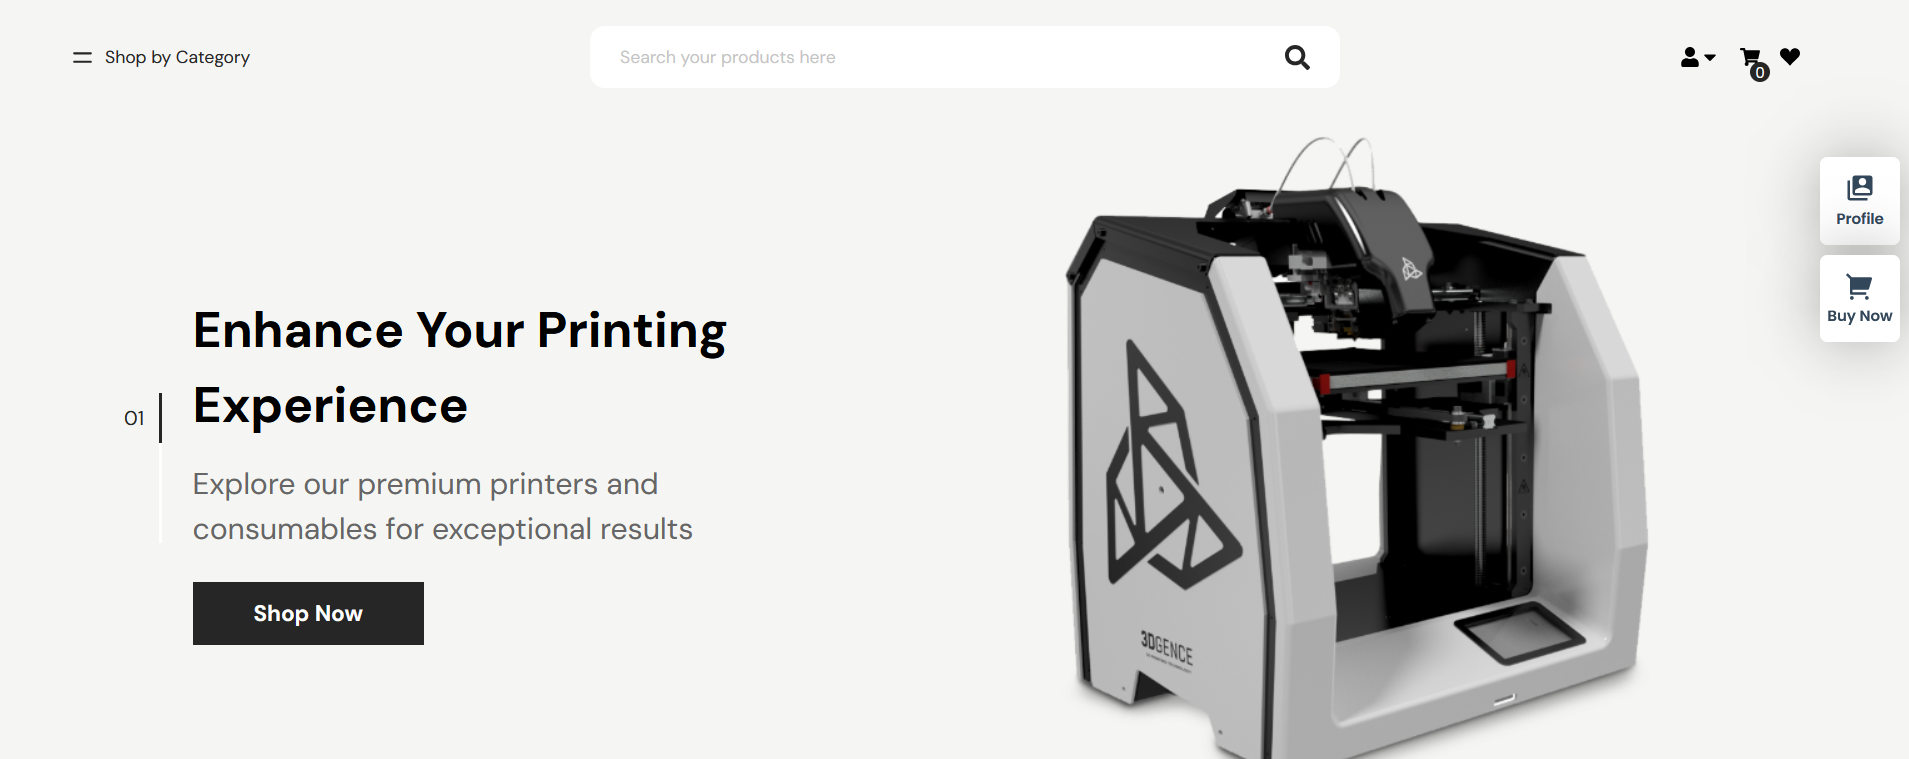 Shop by Category
Search your products here
0
Profile
Buy Now
Enhance Your Printing
Experience
01
Explore our premium printers and
consumables for exceptional results
Shop Now
3DGENCE